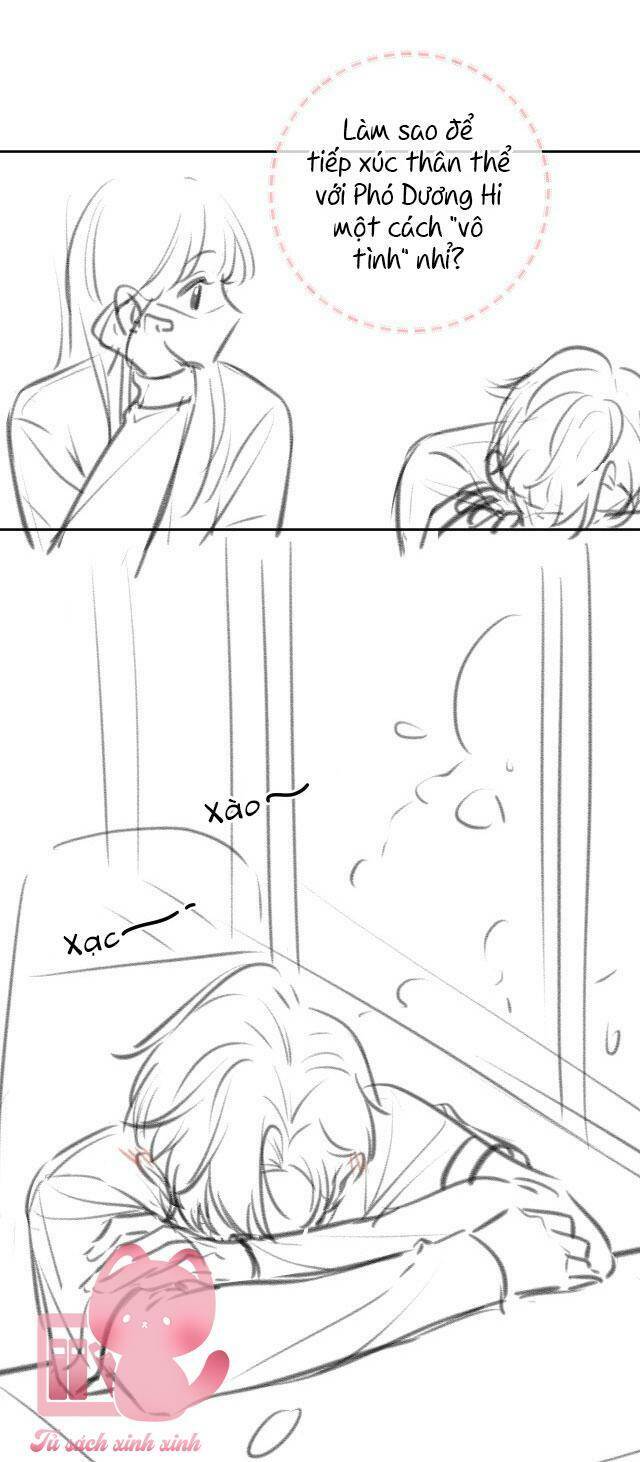 Làm sao để
tiếp xúc thân thể
với Phó Dương Hi
một cách "vô
tình" nhỉ?
Xào
Xạc
Tủ sách xinh xinh